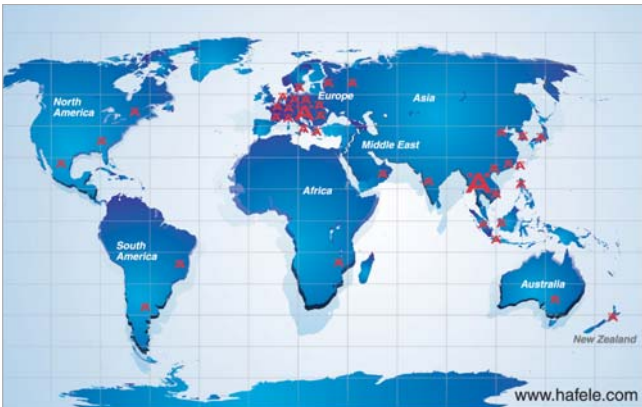 North
America
Europe
Asia
Middle East
Africa
South
America
Australia
New Zealand
www.hafele.com